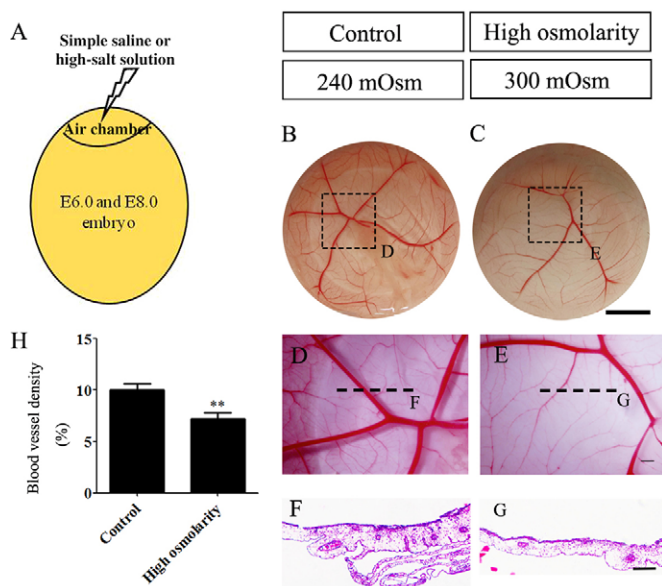 A
Simple saline or
high-salt solution
Air chamber
E6.0 and E8.0
embryo
Control
High osmolarity
240 mOsm
300 mOsm
B
C
D
E
H
Blood vessel density
(%)
15
10
5
0
**
Control
High osmolarity
D
F
E
G
F
G